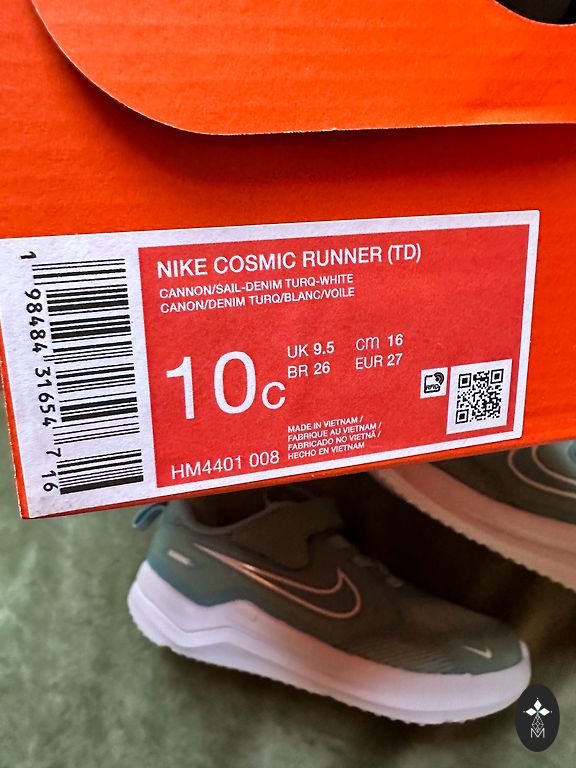 NIKE COSMIC RUNNER (TD)
CANNON/SAIL-DENIM TURQ-WHITE
CANON/DENIM TURQ/BLANC/VOILE
10C
UK 9.5 cm 16
BR 26 EUR 27
RFID
MADE IN VIETNAM /
FABRIQUE AU VIETNAM /
FABRICADO NO VIETNÃ /
HECHO EN VIETNAM
HM4401 008
1 98484 31654 7 16
M